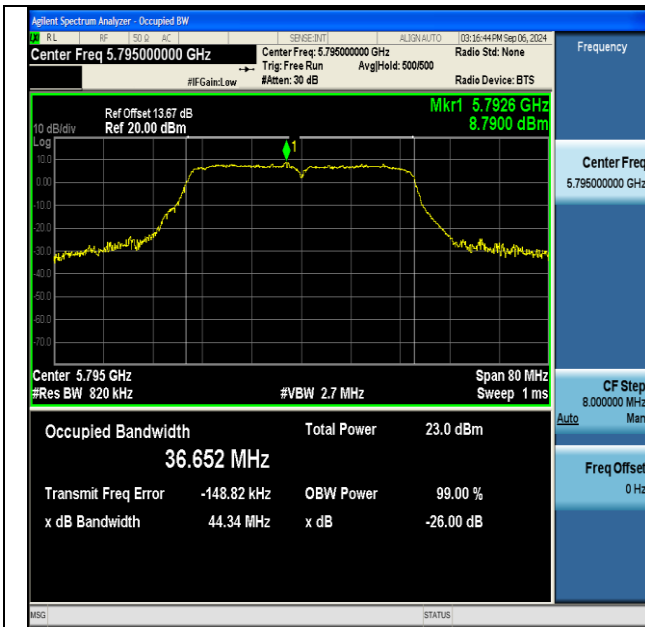 Agilent Spectrum Analyzer - Occupied BW
RL RF 50 Ω AC SENSE:INT ALIGN AUTO 03:16:44 PM Sep 06, 2024
Center Freq 5.795000000 GHz
Center Freq: 5.795000000 GHz
Radio Std: None
Trig: Free Run Avg|Hold: 500/500
#IFGain:Low #Atten: 30 dB Radio Device: BTS
Frequency
Mkr1 5.7926 GHz
8.7900 dBm
Ref Offset 13.67 dB
10 dB/div Ref 20.00 dBm
Log
1
10.0
0.00
-10.0
-20.0
-30.0
-40.0
-50.0
-60.0
-70.0
Center 5.795 GHz Span 80 MHz
#Res BW 820 kHz #VBW 2.7 MHz Sweep 1 ms
Occupied Bandwidth Total Power 23.0 dBm
36.652 MHz
Transmit Freq Error -148.82 kHz OBW Power 99.00 %
x dB Bandwidth 44.34 MHz x dB -26.00 dB
Center Freq
5.795000000 GHz
CF Step
8.000000 MHz
Auto Man
Freq Offset
0 Hz
MSG STATUS